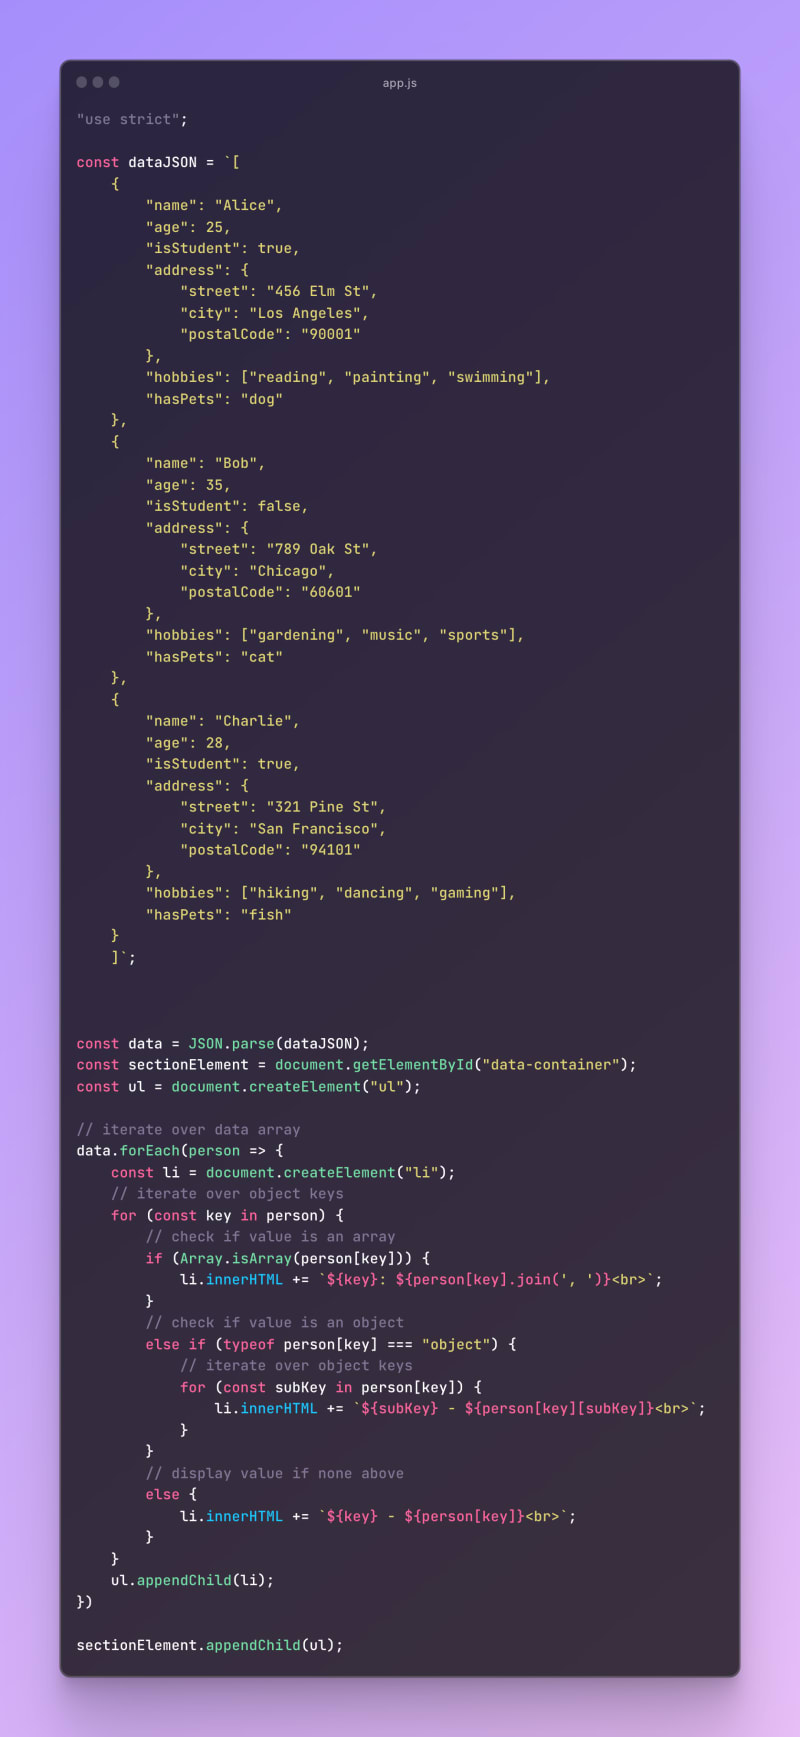 app.js
"use strict";
const dataJSON = `[
    {
        "name": "Alice",
        "age": 25,
        "isStudent": true,
        "address": {
            "street": "456 Elm St",
            "city": "Los Angeles",
            "postalCode": "90001"
        },
        "hobbies": ["reading", "painting", "swimming"],
        "hasPets": "dog"
    },
    {
        "name": "Bob",
        "age": 35,
        "isStudent": false,
        "address": {
            "street": "789 Oak St",
            "city": "Chicago",
            "postalCode": "60601"
        },
        "hobbies": ["gardening", "music", "sports"],
        "hasPets": "cat"
    },
    {
        "name": "Charlie",
        "age": 28,
        "isStudent": true,
        "address": {
            "street": "321 Pine St",
            "city": "San Francisco",
            "postalCode": "94101"
        },
        "hobbies": ["hiking", "dancing", "gaming"],
        "hasPets": "fish"
    }
    ]`;
const data = JSON.parse(dataJSON);
const sectionElement = document.getElementById("data-container");
const ul = document.createElement("ul");
// iterate over data array
data.forEach(person => {
    const li = document.createElement("li");
    // iterate over object keys
    for (const key in person) {
        // check if value is an array
        if (Array.isArray(person[key])) {
            li.innerHTML += `${key}: ${person[key].join(', ')}<br>`;
        }
        // check if value is an object
        else if (typeof person[key] === "object") {
            // iterate over object keys
            for (const subKey in person[key]) {
                li.innerHTML += `${subKey} - ${person[key][subKey]}<br>`;
            }
        }
        // display value if none above
        else {
            li.innerHTML += `${key} - ${person[key]}<br>`;
        }
    }
    ul.appendChild(li);
})
sectionElement.appendChild(ul);